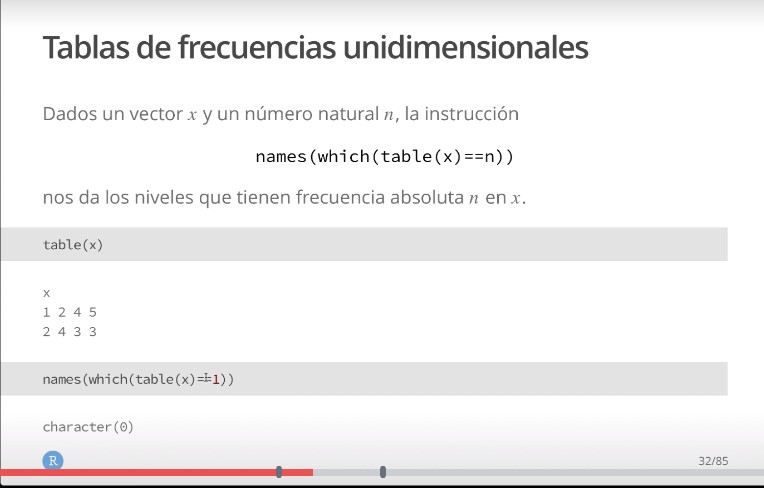 Tablas de frecuencias unidimensionales
Dados un vector x y un número natural n, la instrucción
names(which(table(x)==n))
nos da los niveles que tienen frecuencia absoluta n en x.
table(x)
x
1 2 4 5
2 4 3 3
names(which(table(x)==1))
character(0)
R
32/85